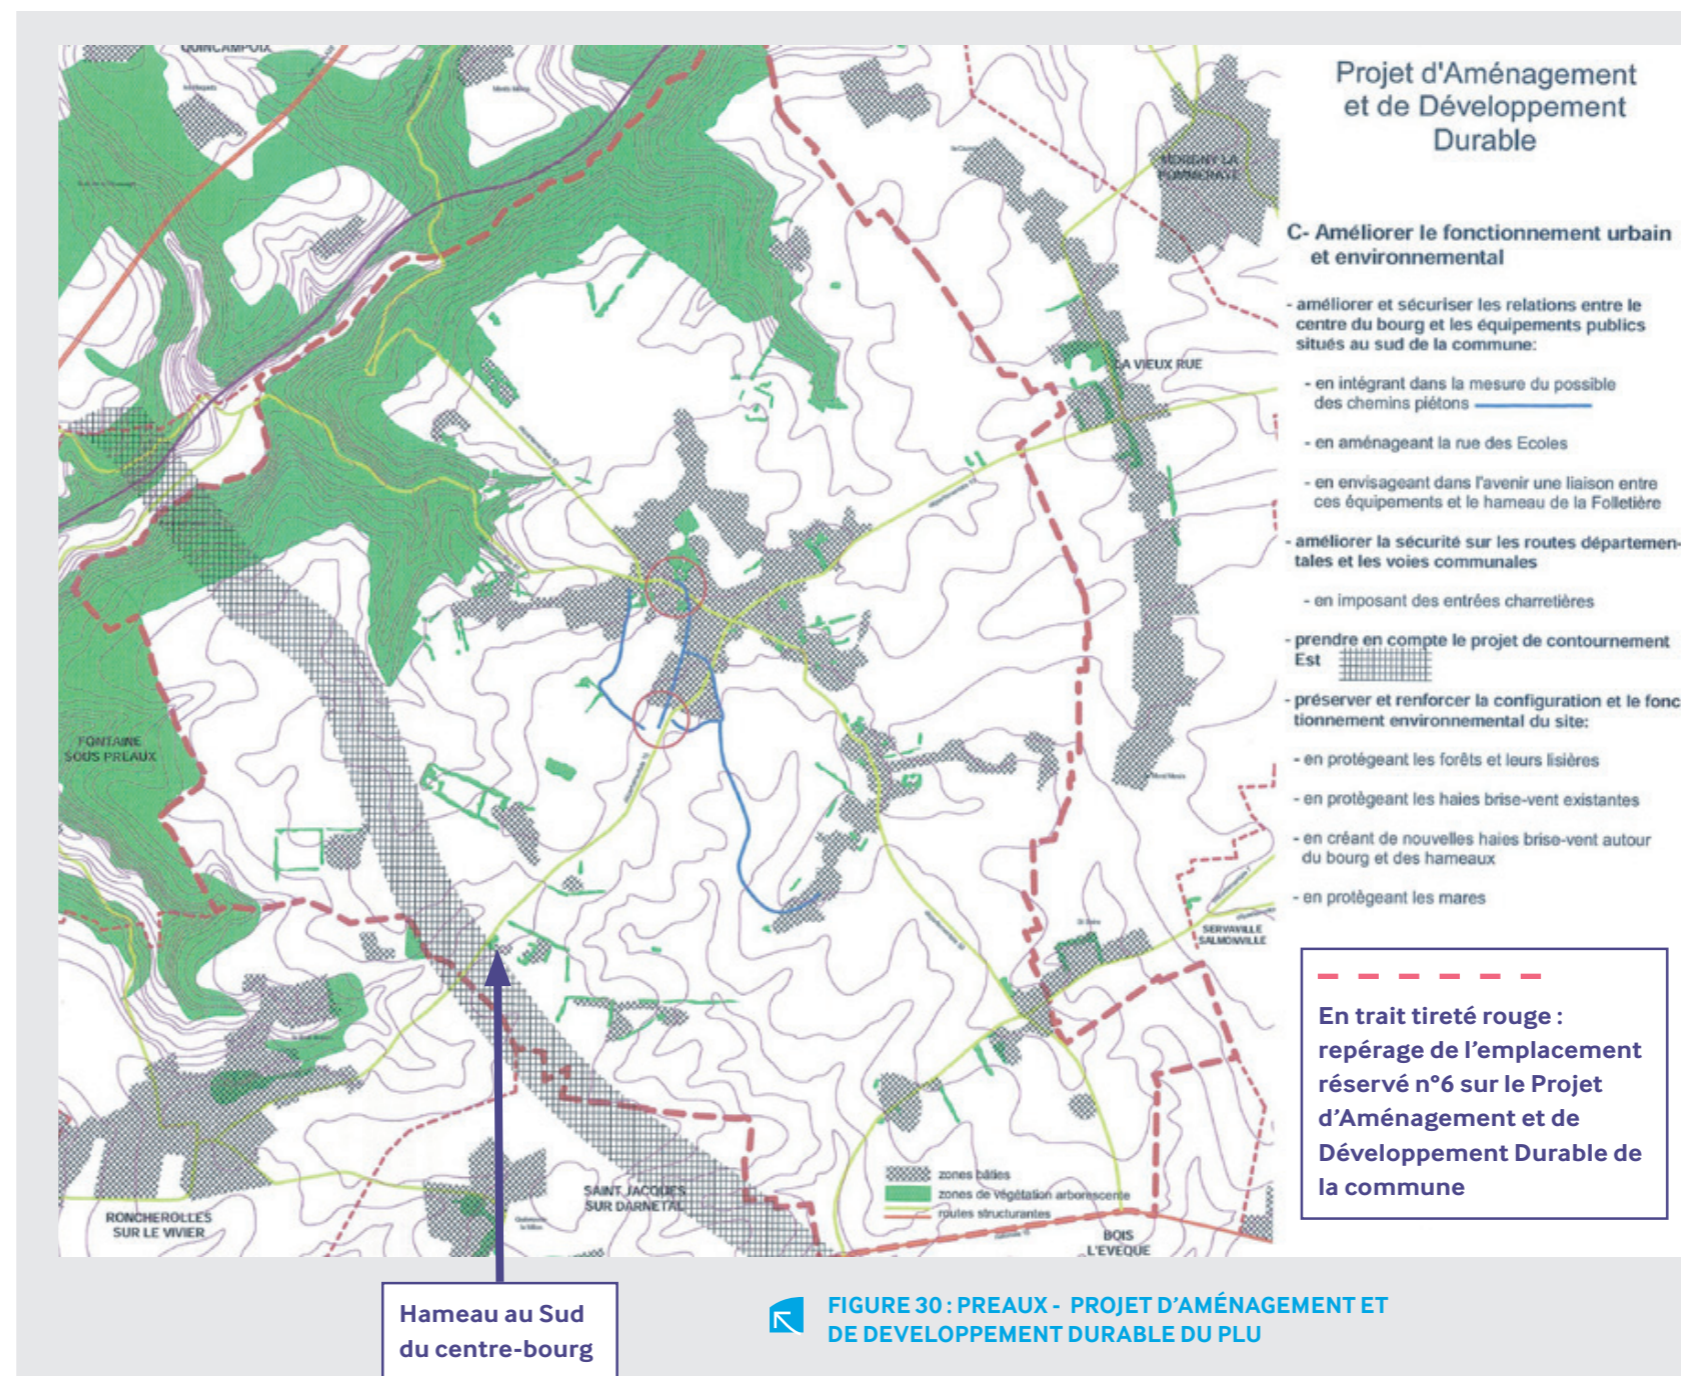 QUINCAMPOIX
Projet d'Aménagement
et de Développement
Durable
MORGNY LA
POMMERAYE
C- Améliorer le fonctionnement urbain
et environnemental
- améliorer et sécuriser les relations entre le
centre du bourg et les équipements publics
situés au sud de la commune:
- en intégrant dans la mesure du possible
des chemins piétons
- en aménageant la rue des Ecoles
- en envisageant dans l'avenir une liaison entre
ces équipements et le hameau de la Folletière
- améliorer la sécurité sur les routes départemen-
tales et les voies communales
- en imposant des entrées charretières
- prendre en compte le projet de contournement
Est
- préserver et renforcer la configuration et le fonc
tionnement environnemental du site:
- en protégeant les forêts et leurs lisières
- en protègeant les haies brise-vent existantes
- en créant de nouvelles haies brise-vent autour
du bourg et des hameaux
- en protègeant les mares
LA VIEUX RUE
FONTAINE
SOUS PREAUX
SERVAVILLE
SALMONVILLE
RONCHEROLLES
SUR LE VIVIER
SAINT JACQUES
SUR DARNETAL
BOIS
L'EVEQUE
zones bâties
zones de végétation arborescente
routes structurantes
En trait tireté rouge :
repérage de l'emplacement
réservé n°6 sur le Projet
d'Aménagement et de
Développement Durable de
la commune
Hameau au Sud
du centre-bourg
FIGURE 30 : PREAUX - PROJET D'AMÉNAGEMENT ET
DE DEVELOPPEMENT DURABLE DU PLU